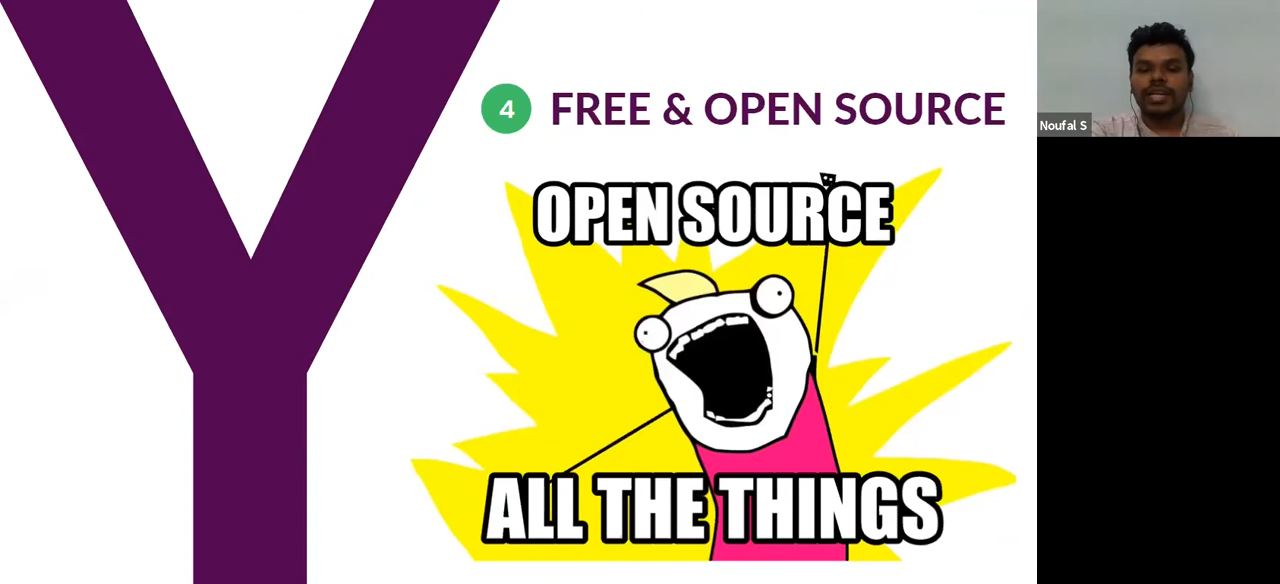 Y
4 FREE & OPEN SOURCE
OPEN SOURCE
ALL THE THINGS
Noufal S